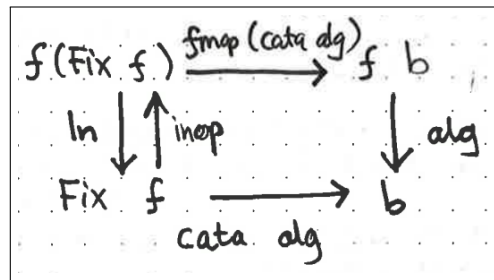 f(Fix f) fmap (cata alg) f b
In inop alg
Fix f b
cata alg